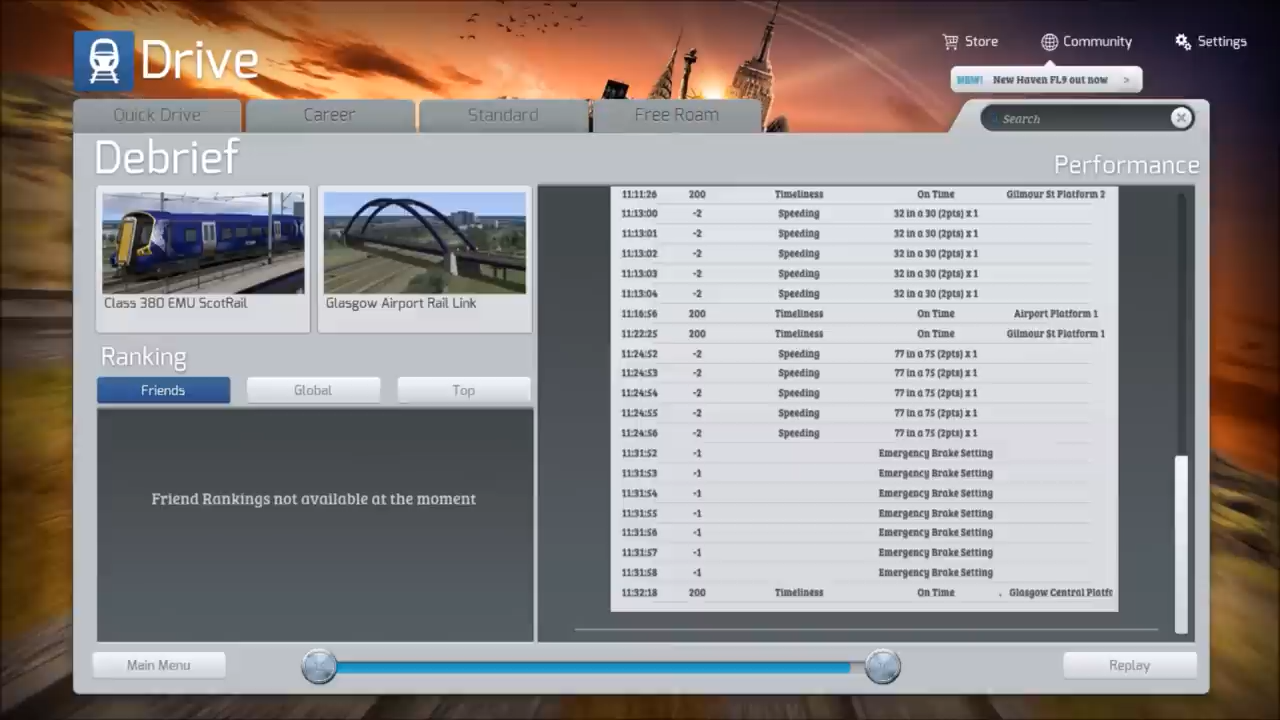 Drive
Store
Community
Settings
NEW! New Haven FL9 out now >
Quick Drive
Career
Standard
Free Roam
Search
Debrief
Performance
Class 380 EMU ScotRail
Glasgow Airport Rail Link
Ranking
Friends
Global
Top
Friend Rankings not available at the moment
11:11:26 200 Timeliness On Time Gilmour St Platform 2
11:13:00 -2 Speeding 32 in a 30 (2pts) x 1
11:13:01 -2 Speeding 32 in a 30 (2pts) x 1
11:13:02 -2 Speeding 32 in a 30 (2pts) x 1
11:13:03 -2 Speeding 32 in a 30 (2pts) x 1
11:13:04 -2 Speeding 32 in a 30 (2pts) x 1
11:16:56 200 Timeliness On Time Airport Platform 1
11:22:25 200 Timeliness On Time Gilmour St Platform 1
11:24:52 -2 Speeding 77 in a 75 (2pts) x 1
11:24:53 -2 Speeding 77 in a 75 (2pts) x 1
11:24:54 -2 Speeding 77 in a 75 (2pts) x 1
11:24:55 -2 Speeding 77 in a 75 (2pts) x 1
11:24:56 -2 Speeding 77 in a 75 (2pts) x 1
11:31:52 -1 Emergency Brake Setting
11:31:53 -1 Emergency Brake Setting
11:31:54 -1 Emergency Brake Setting
11:31:55 -1 Emergency Brake Setting
11:31:56 -1 Emergency Brake Setting
11:31:57 -1 Emergency Brake Setting
11:31:58 -1 Emergency Brake Setting
11:32:18 200 Timeliness On Time . Glasgow Central Platfo
Main Menu
Replay